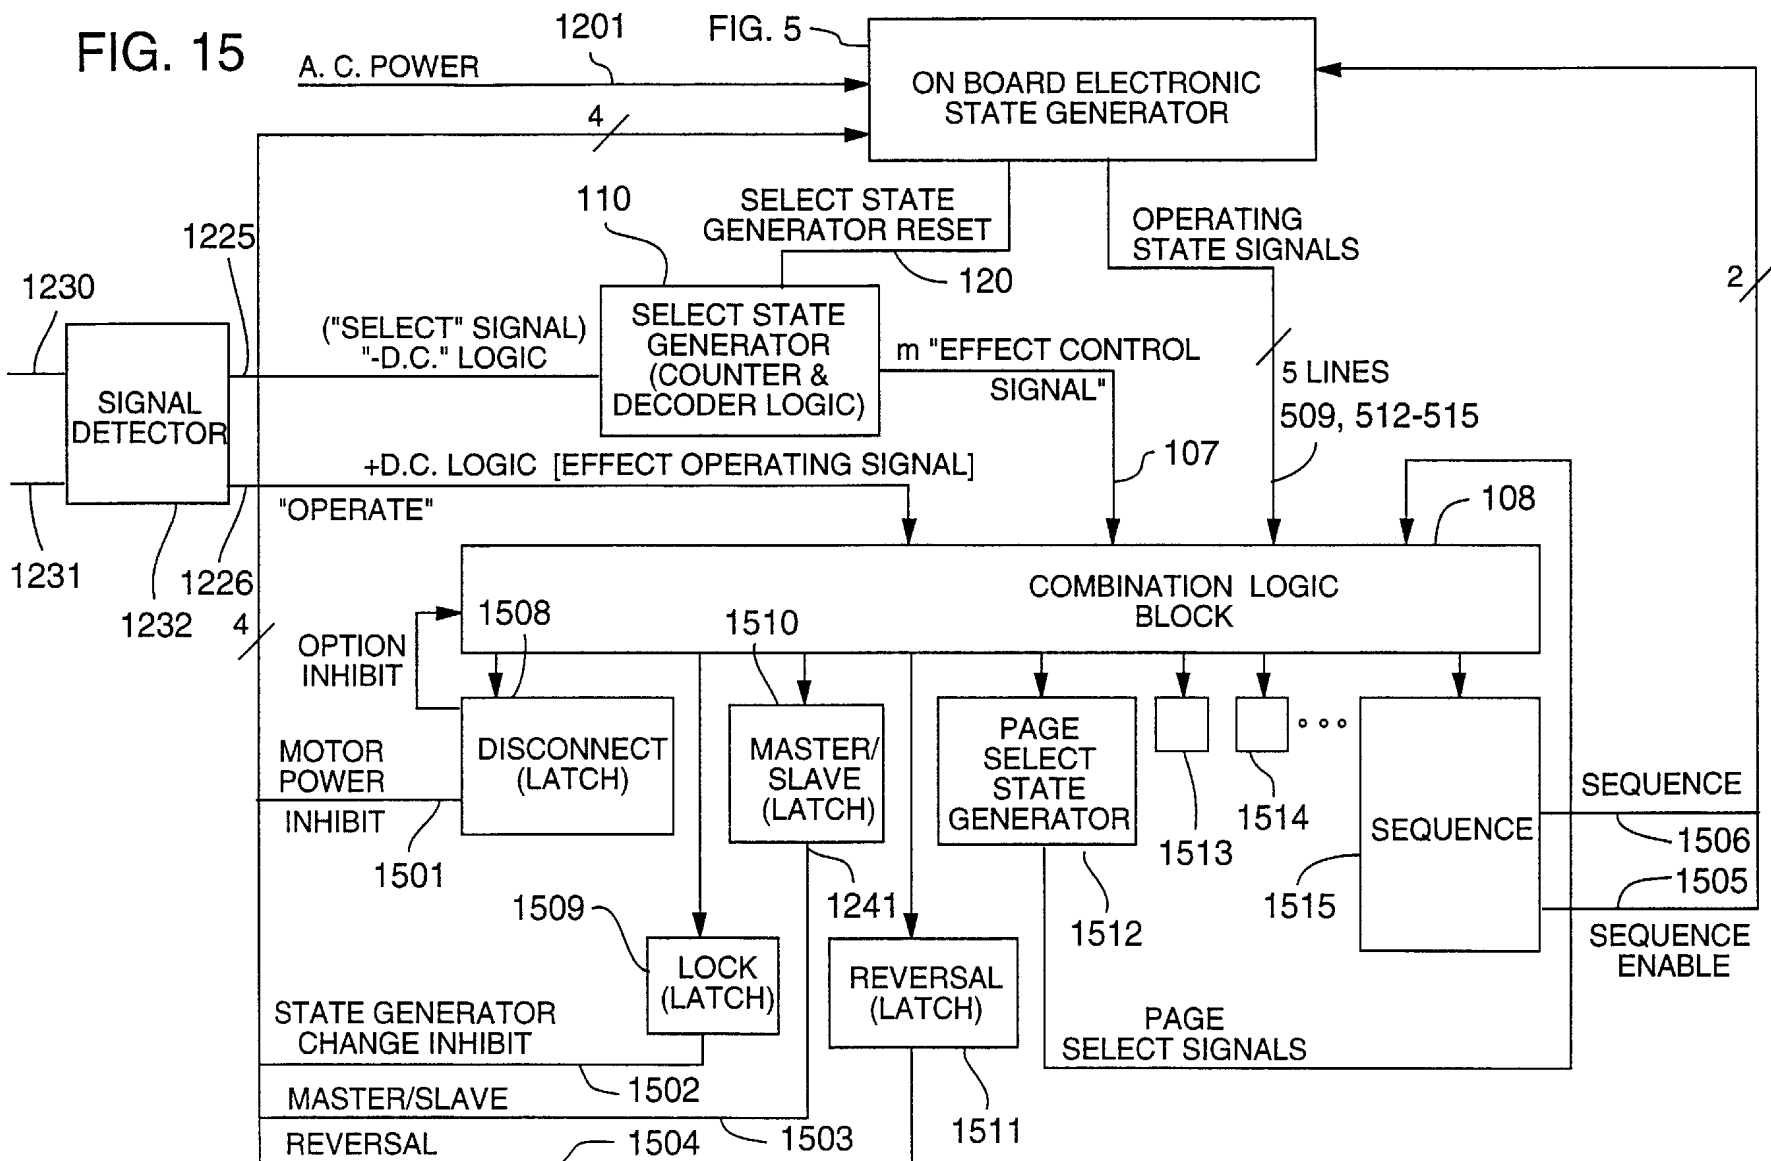 FIG. 15
1201
FIG. 5
A. C. POWER
ON BOARD ELECTRONIC
STATE GENERATOR
4
2
110
SELECT STATE
GENERATOR RESET
120
OPERATING
STATE SIGNALS
1225
1230
("SELECT" SIGNAL)
"-D.C." LOGIC
SELECT STATE
GENERATOR
(COUNTER &
DECODER LOGIC)
m "EFFECT CONTROL
SIGNAL"
5 LINES
509, 512-515
SIGNAL
DETECTOR
107
+D.C. LOGIC [EFFECT OPERATING SIGNAL]
"OPERATE"
108
1231
1226
1232
4
COMBINATION LOGIC
BLOCK
OPTION
INHIBIT
1508
1510
DISCONNECT
(LATCH)
MASTER/
SLAVE
(LATCH)
PAGE
SELECT
STATE
GENERATOR
1513
1514
SEQUENCE
1515
MOTOR
POWER
INHIBIT
1501
SEQUENCE
1506
1505
SEQUENCE
ENABLE
1509
1241
1512
LOCK
(LATCH)
REVERSAL
(LATCH)
STATE GENERATOR
CHANGE INHIBIT
1502
PAGE
SELECT SIGNALS
MASTER/SLAVE
1503
1511
REVERSAL
1504